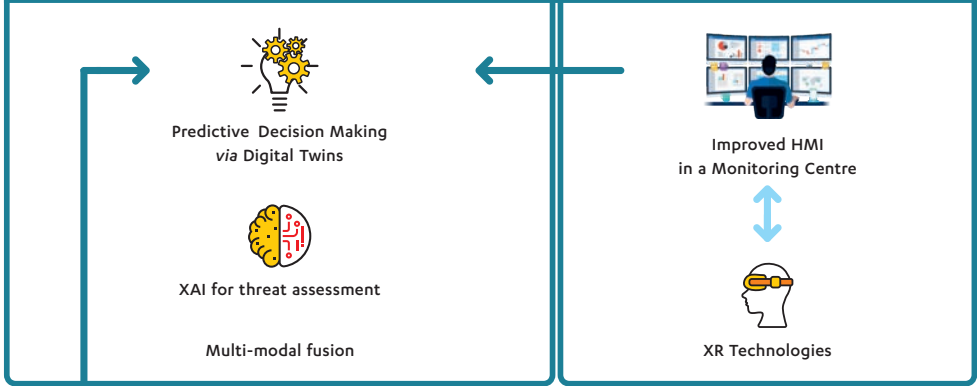 Predictive Decision Making
via Digital Twins
XAI for threat assessment
Multi-modal fusion
Improved HMI
in a Monitoring Centre
XR Technologies